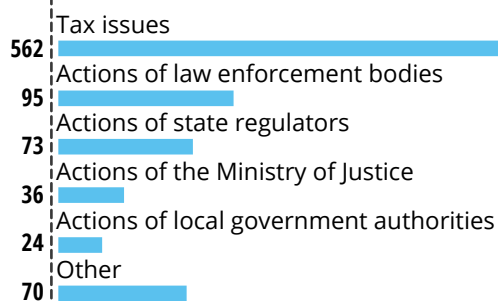 Tax issues
562
Actions of law enforcement bodies
95
Actions of state regulators
73
Actions of the Ministry of Justice
36
Actions of local government authorities
24
Other
70